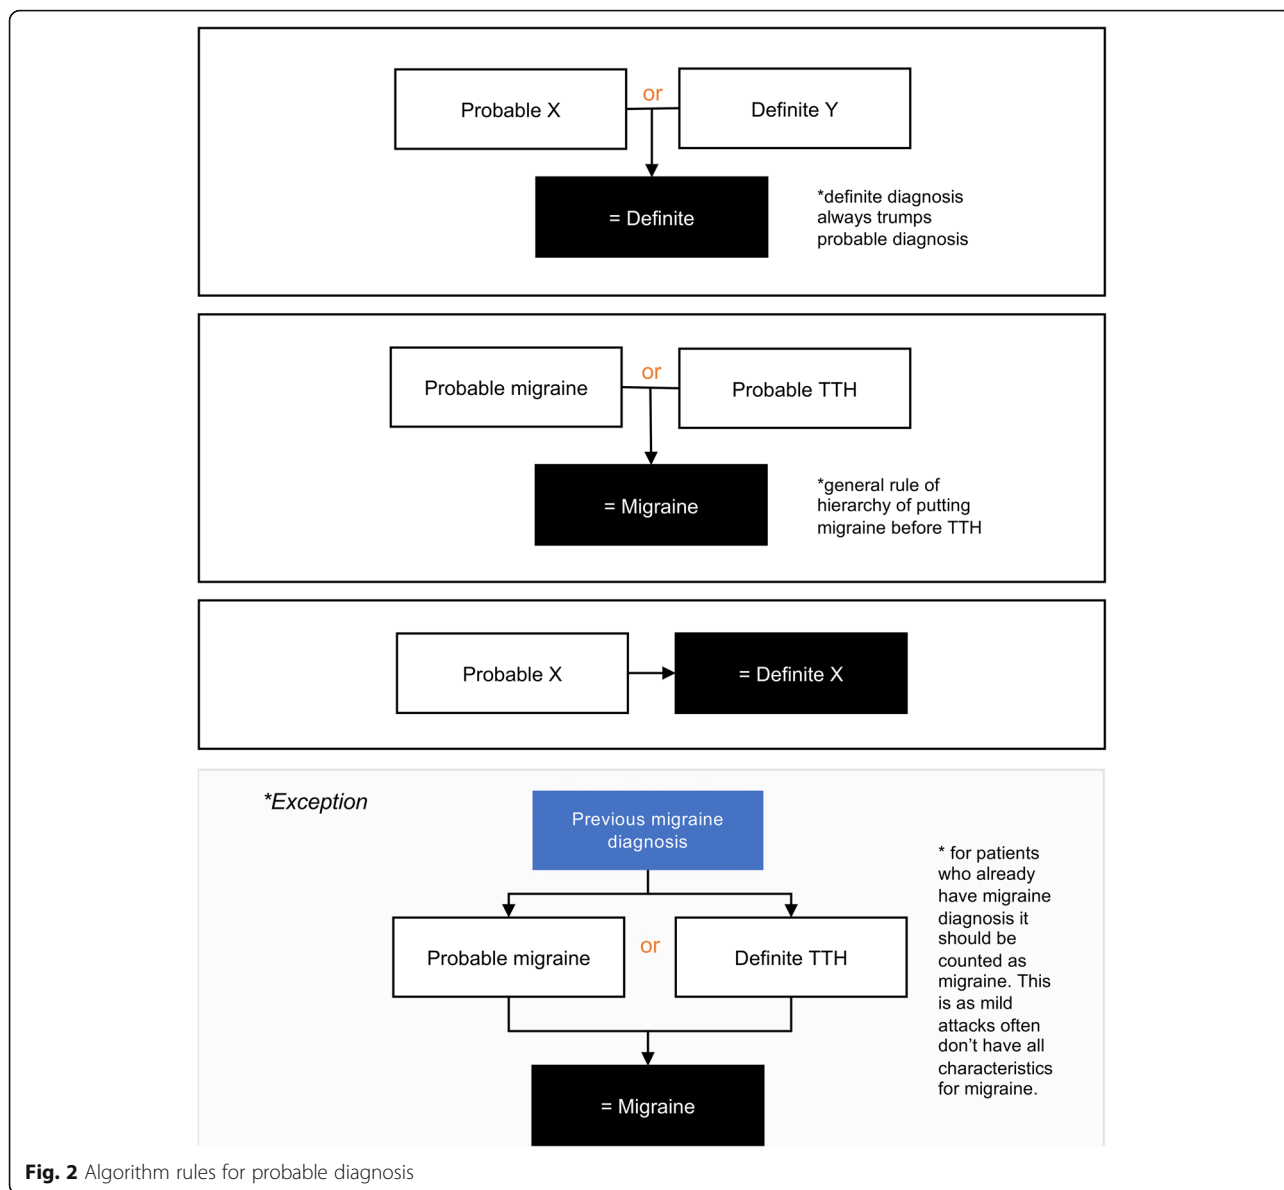 Probable X
or
Definite Y
= Definite
*definite diagnosis
always trumps
probable diagnosis
Probable migraine
or
Probable TTH
= Migraine
*general rule of
hierarchy of putting
migraine before TTH
Probable X
= Definite X
*Exception
Previous migraine
diagnosis
Probable migraine
or
Definite TTH
= Migraine
* for patients
who already
have migraine
diagnosis it
should be
counted as
migraine. This
is as mild
attacks often
don't have all
characteristics
for migraine.
Fig. 2 Algorithm rules for probable diagnosis